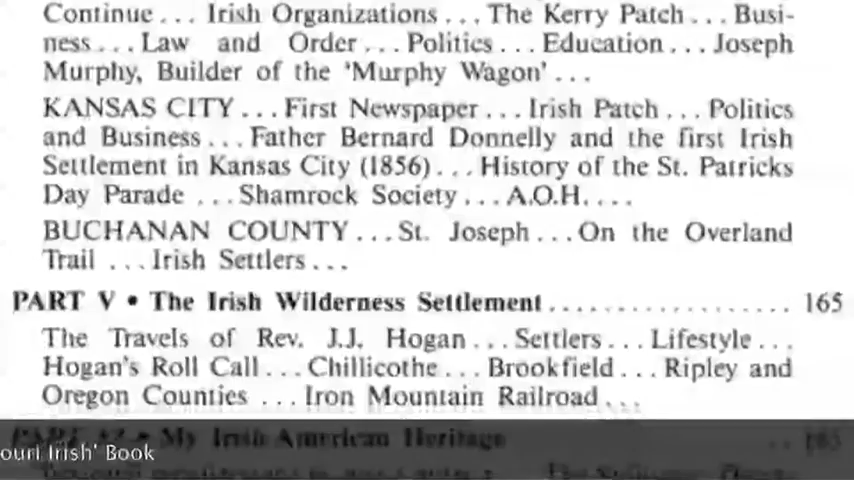 Continue ... Irish Organizations ... The Kerry Patch ... Busi-
ness ... Law and Order ... Politics ... Education ... Joseph
Murphy, Builder of the 'Murphy Wagon' ...
KANSAS CITY ... First Newspaper ... Irish Patch ... Politics
and Business ... Father Bernard Donnelly and the first Irish
Settlement in Kansas City (1856) ... History of the St. Patricks
Day Parade ... Shamrock Society ... A.O.H. ...
BUCHANAN COUNTY ... St. Joseph ... On the Overland
Trail ... Irish Settlers ...
PART V • The Irish Wilderness Settlement .................. 165
The Travels of Rev. J.J. Hogan ... Settlers ... Lifestyle ...
Hogan's Roll Call ... Chillicothe ... Brookfield ... Ripley and
Oregon Counties ... Iron Mountain Railroad ...
My Irish American Heritage
ouri Irish' Book